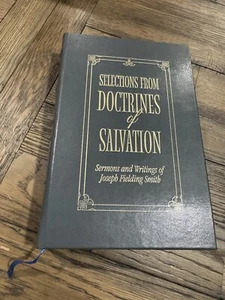 SELECTIONS FROM
DOCTRINES
of
SALVATION
Sermons and Writings of
Joseph Fielding Smith